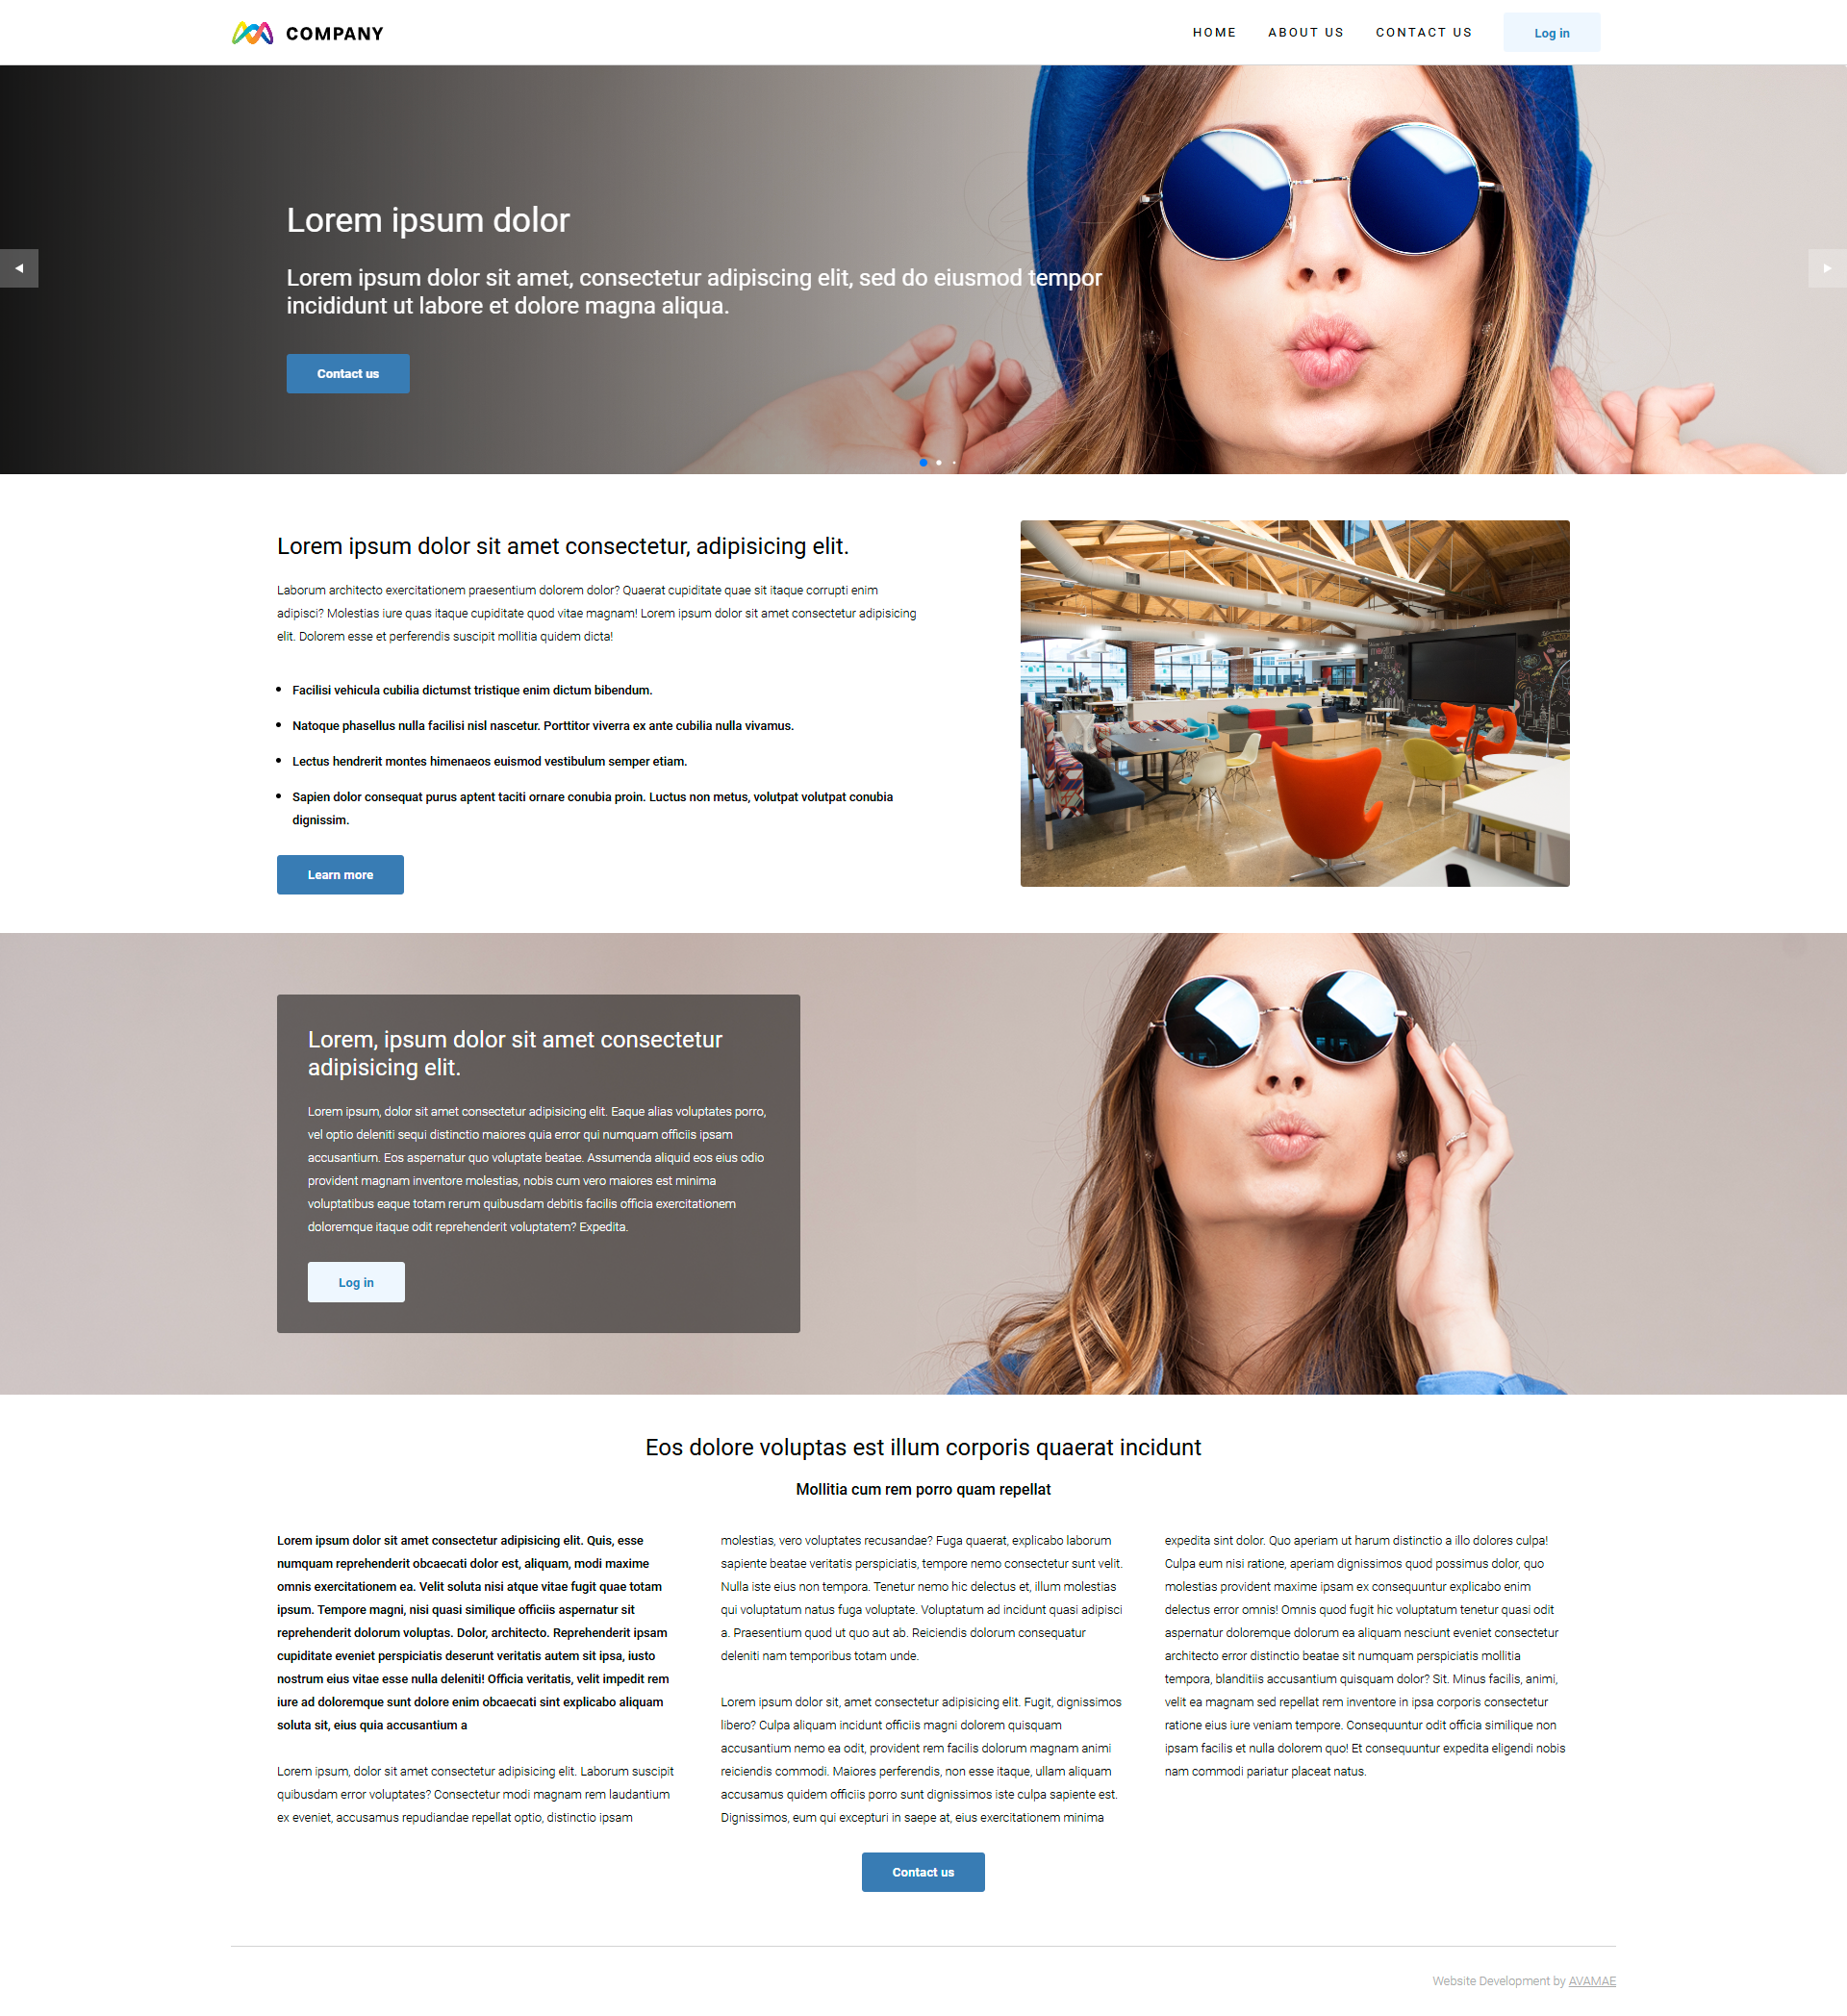 COMPANY
HOME ABOUT US CONTACT US Log in
Lorem ipsum dolor
Lorem ipsum dolor sit amet, consectetur adipiscing elit, sed do eiusmod tempor
incididunt ut labore et dolore magna aliqua.
Contact us
Lorem ipsum dolor sit amet consectetur, adipisicing elit.
Laborum architecto exercitationem praesentium dolorem dolor? Quaerat cupiditate quae sit itaque corrupti enim
adipisci? Molestias iure quas itaque cupiditate quod vitae magnam! Lorem ipsum dolor sit amet consectetur adipisicing
elit. Dolorem esse et perferendis suscipit mollitia quidem dicta!
Facilisi vehicula cubilia dictumst tristique enim dictum bibendum.
Natoque phasellus nulla facilisi nisl nascetur. Porttitor viverra ex ante cubilia nulla vivamus.
Lectus hendrerit montes himenaeos euismod vestibulum semper etiam.
Sapien dolor consequat purus aptent taciti ornare conubia proin. Luctus non metus, volutpat volutpat conubia
dignissim.
Learn more
Lorem, ipsum dolor sit amet consectetur
adipisicing elit.
Lorem ipsum, dolor sit amet consectetur adipisicing elit. Eaque alias voluptates porro,
vel optio deleniti sequi distinctio maiores quia error qui numquam officiis ipsam
accusantium. Eos aspernatur quo voluptate beatae. Assumenda aliquid eos eius odio
provident magnam inventore molestias, nobis cum vero maiores est minima
voluptatibus eaque totam rerum quibusdam debitis facilis officia exercitationem
doloremque itaque odit reprehenderit voluptatem? Expedita.
Log in
Eos dolore voluptas est illum corporis quaerat incidunt
Mollitia cum rem porro quam repellat
Lorem ipsum dolor sit amet consectetur adipisicing elit. Quis, esse
numquam reprehenderit obcaecati dolor est, aliquam, modi maxime
omnis exercitationem ea. Velit soluta nisi atque vitae fugit quae totam
ipsum. Tempore magni, nisi quasi similique officiis aspernatur sit
reprehenderit dolorum voluptas. Dolor, architecto. Reprehenderit ipsam
cupiditate eveniet perspiciatis deserunt veritatis autem sit ipsa, iusto
nostrum eius vitae esse nulla deleniti! Officia veritatis, velit impedit rem
iure ad doloremque sunt dolore enim obcaecati sint explicabo aliquam
soluta sit, eius quia accusantium a
Lorem ipsum, dolor sit amet consectetur adipisicing elit. Laborum suscipit
quibusdam error voluptates? Consectetur modi magnam rem laudantium
ex eveniet, accusamus repudiandae repellat optio, distinctio ipsam
molestias, vero voluptates recusandae? Fuga quaerat, explicabo laborum
sapiente beatae veritatis perspiciatis, tempore nemo consectetur sunt velit.
Nulla iste eius non tempora. Tenetur nemo hic delectus et, illum molestias
qui voluptatum natus fuga voluptate. Voluptatum ad incidunt quasi adipisci
a. Praesentium quod ut quo aut ab. Reiciendis dolorum consequatur
deleniti nam temporibus totam unde.
Lorem ipsum dolor sit, amet consectetur adipisicing elit. Fugit, dignissimos
libero? Culpa aliquam incidunt officiis magni dolorem quisquam
accusantium nemo ea odit, provident rem facilis dolorum magnam animi
reiciendis commodi. Maiores perferendis, non esse itaque, ullam aliquam
accusamus quidem officiis porro sunt dignissimos iste culpa sapiente est.
Dignissimos, eum qui excepturi in saepe at, eius exercitationem minima
expedita sint dolor. Quo aperiam ut harum distinctio a illo dolores culpa!
Culpa eum nisi ratione, aperiam dignissimos quod possimus dolor, quo
molestias provident maxime ipsam ex consequuntur explicabo enim
delectus error omnis! Omnis quod fugit hic voluptatum tenetur quasi odit
aspernatur doloremque dolorum ea aliquam nesciunt eveniet consectetur
architecto error distinctio beatae sit numquam perspiciatis mollitia
tempora, blanditiis accusantium quisquam dolor? Sit. Minus facilis, animi,
velit ea magnam sed repellat rem inventore in ipsa corporis consectetur
ratione eius iure veniam tempore. Consequuntur odit officia similique non
ipsam facilis et nulla dolorem quo! Et consequuntur expedita eligendi nobis
nam commodi pariatur placeat natus.
Contact us
Website Development by AVAMAE